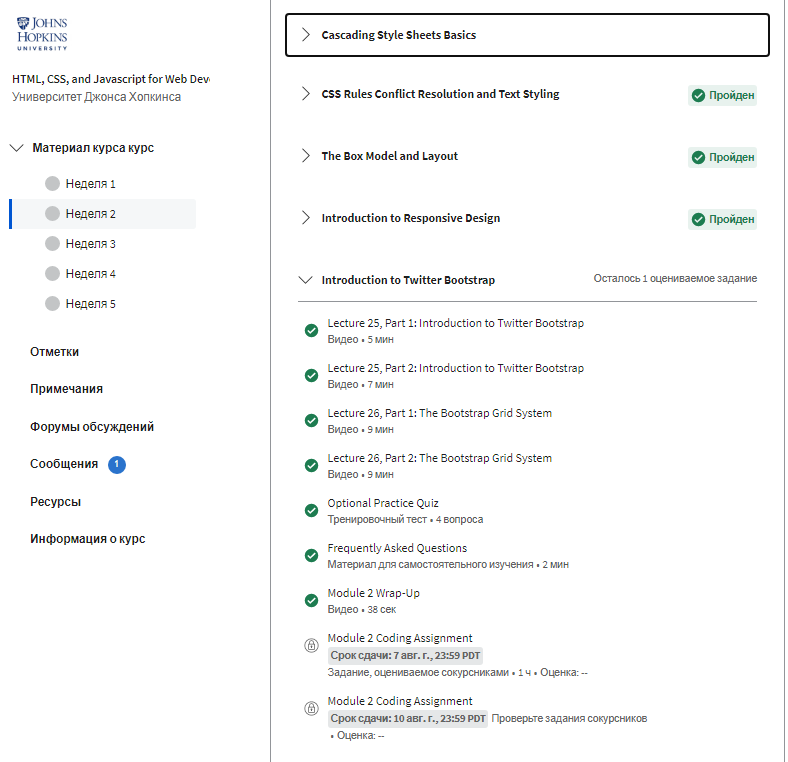 JOHNS
HOPKINS
UNIVERSITY
HTML, CSS, and Javascript for Web Deve
Университет Джонса Хопкинса
Материал курса курс
Неделя 1
Неделя 2
Неделя 3
Неделя 4
Неделя 5
Отметки
Примечания
Форумы обсуждений
Сообщения 1
Ресурсы
Информация о курс
Cascading Style Sheets Basics
CSS Rules Conflict Resolution and Text Styling
Пройден
The Box Model and Layout
Пройден
Introduction to Responsive Design
Пройден
Introduction to Twitter Bootstrap
Осталось 1 оцениваемое задание
Lecture 25, Part 1: Introduction to Twitter Bootstrap
Видео • 5 мин
Lecture 25, Part 2: Introduction to Twitter Bootstrap
Видео • 7 мин
Lecture 26, Part 1: The Bootstrap Grid System
Видео • 9 мин
Lecture 26, Part 2: The Bootstrap Grid System
Видео • 9 мин
Optional Practice Quiz
Тренировочный тест • 4 вопроса
Frequently Asked Questions
Материал для самостоятельного изучения • 2 мин
Module 2 Wrap-Up
Видео • 38 сек
Module 2 Coding Assignment
Срок сдачи: 7 авг. г., 23:59 PDT
Задание, оцениваемое сокурсниками • 1 ч • Оценка: --
Module 2 Coding Assignment
Срок сдачи: 10 авг. г., 23:59 PDT Проверьте задания сокурсников
• Оценка: --